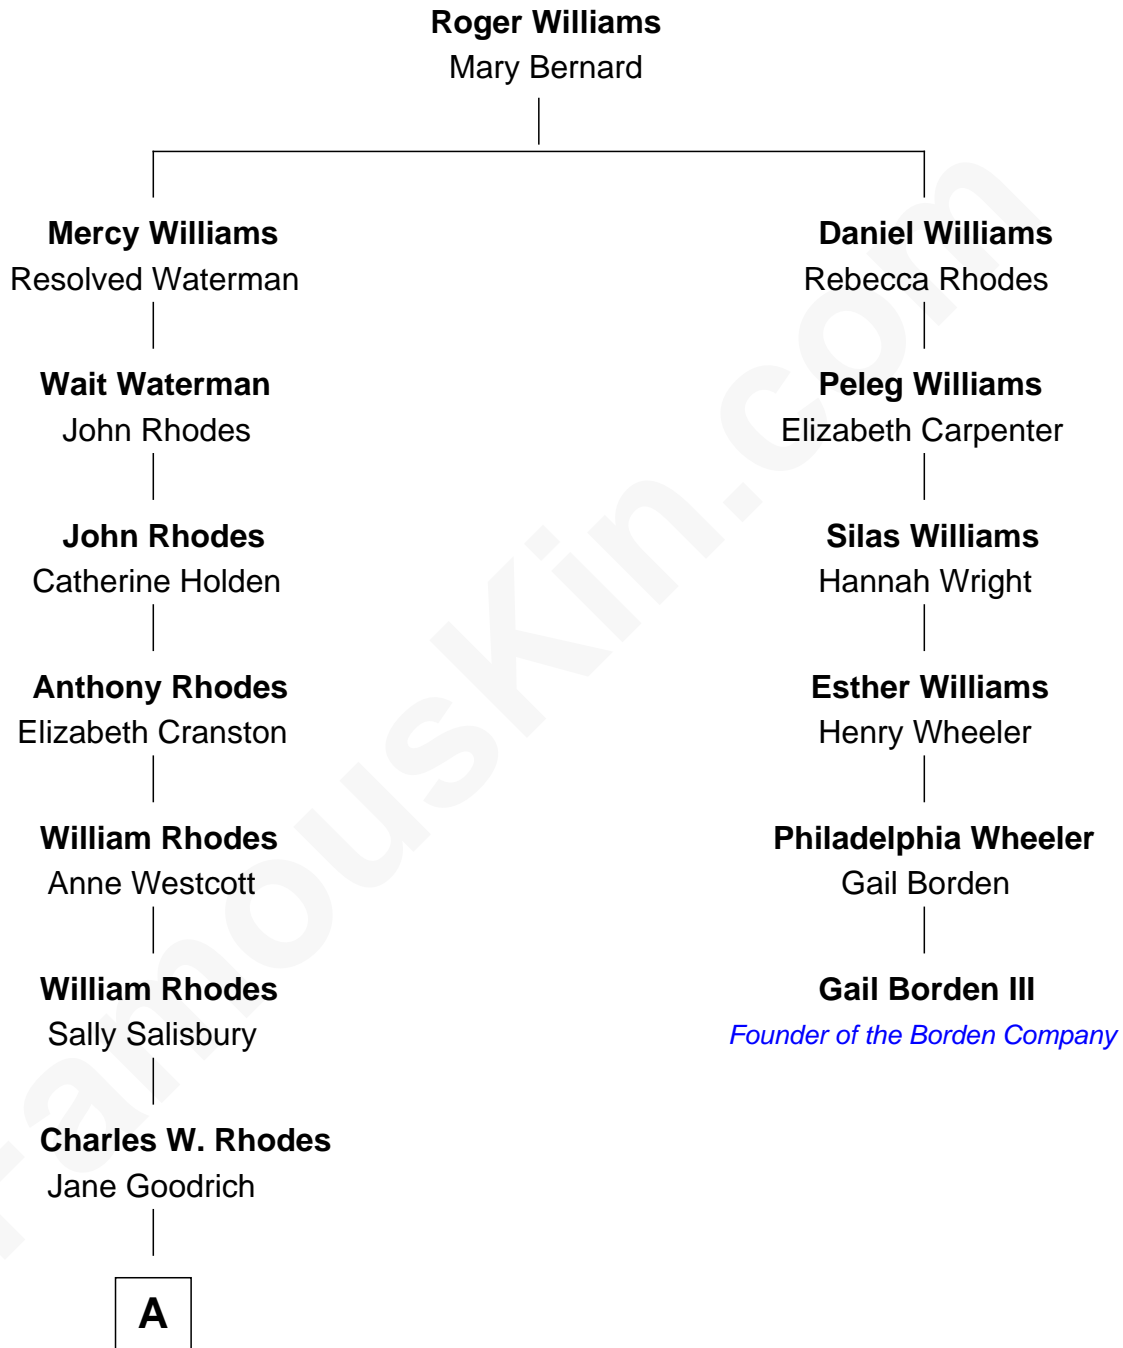 Roger Williams
Mary Bernard
Mercy Williams
Resolved Waterman
Daniel Williams
Rebecca Rhodes
Wait Waterman
John Rhodes
Peleg Williams
Elizabeth Carpenter
John Rhodes
Catherine Holden
Silas Williams
Hannah Wright
Anthony Rhodes
Elizabeth Cranston
Esther Williams
Henry Wheeler
William Rhodes
Anne Westcott
Philadelphia Wheeler
Gail Borden
William Rhodes
Sally Salisbury
Gail Borden III
Founder of the Borden Company
Charles W. Rhodes
Jane Goodrich
A
FamousKin.com